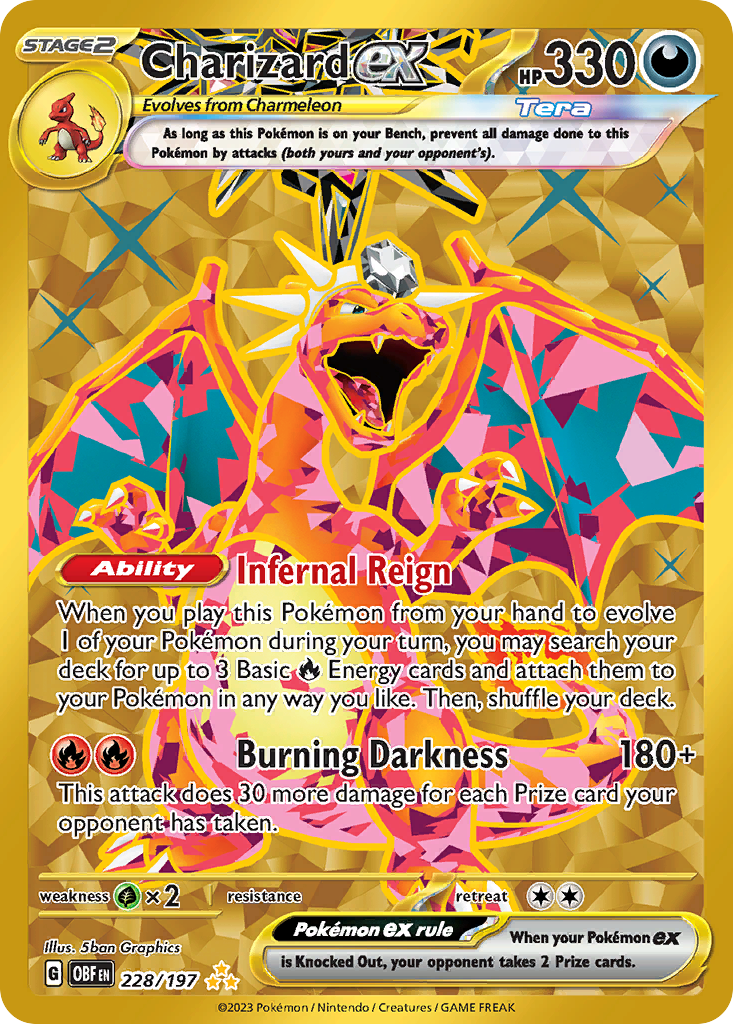 STAGE2 Charizard ex HP330
Evolves from Charmeleon Tera
As long as this Pokémon is on your Bench, prevent all damage done to this
Pokémon by attacks (both yours and your opponent's).
Ability Infernal Reign
When you play this Pokémon from your hand to evolve
1 of your Pokémon during your turn, you may search your
deck for up to 3 Basic Energy cards and attach them to
your Pokémon in any way you like. Then, shuffle your deck.
Burning Darkness 180+
This attack does 30 more damage for each Prize card your
opponent has taken.
weakness ×2 resistance retreat
Pokémon ex rule When your Pokémon ex
is Knocked Out, your opponent takes 2 Prize cards.
Illus. 5ban Graphics
G OBF EN 228/197
©2023 Pokémon / Nintendo / Creatures / GAME FREAK